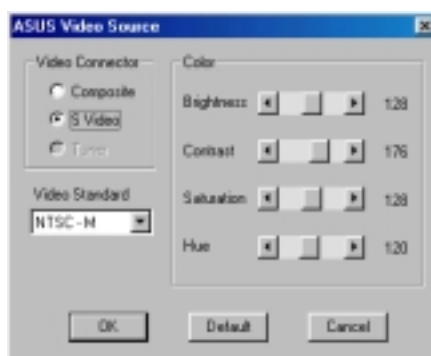 ASUS Video Source
Video Connector
Composite
S Video
Tuner
Video Standard
NTSC-M
Color
Brightness 128
Contrast 176
Saturation 128
Hue 120
OK Default Cancel